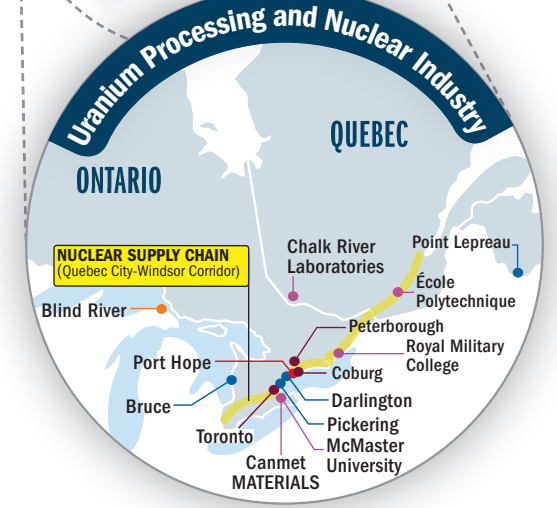 Uranium Processing and Nuclear Industry
QUEBEC
ONTARIO
NUCLEAR SUPPLY CHAIN
(Quebec City-Windsor Corridor)
Chalk River
Laboratories
Point Lepreau
École
Polytechnique
Blind River
Peterborough
Royal Military
College
Port Hope
Coburg
Bruce
Darlington
Pickering
Toronto
McMaster
University
Canmet
MATERIALS